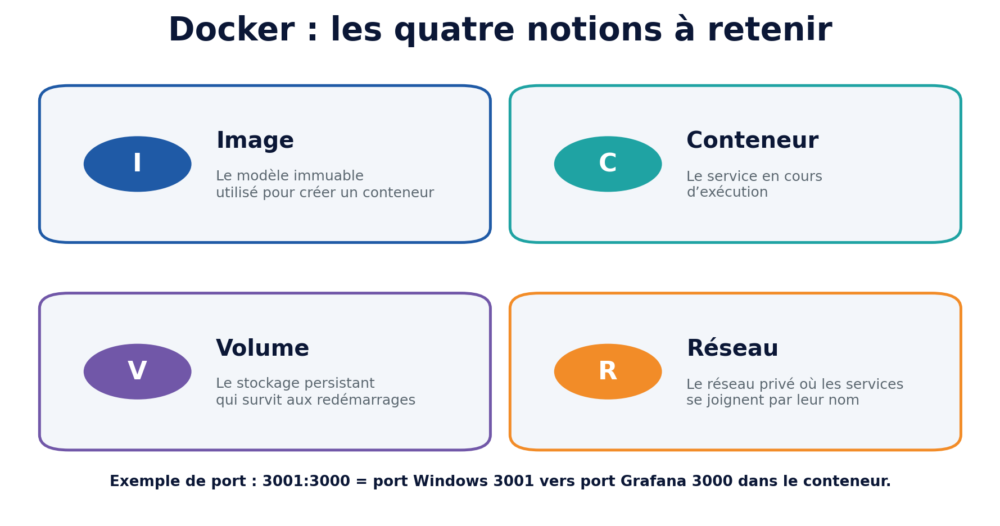 Docker : les quatre notions à retenir
I
Image
Le modèle immuable
utilisé pour créer un conteneur
C
Conteneur
Le service en cours
d’exécution
V
Volume
Le stockage persistant
qui survit aux redémarrages
R
Réseau
Le réseau privé où les services
se joignent par leur nom
Exemple de port : 3001:3000 = port Windows 3001 vers port Grafana 3000 dans le conteneur.